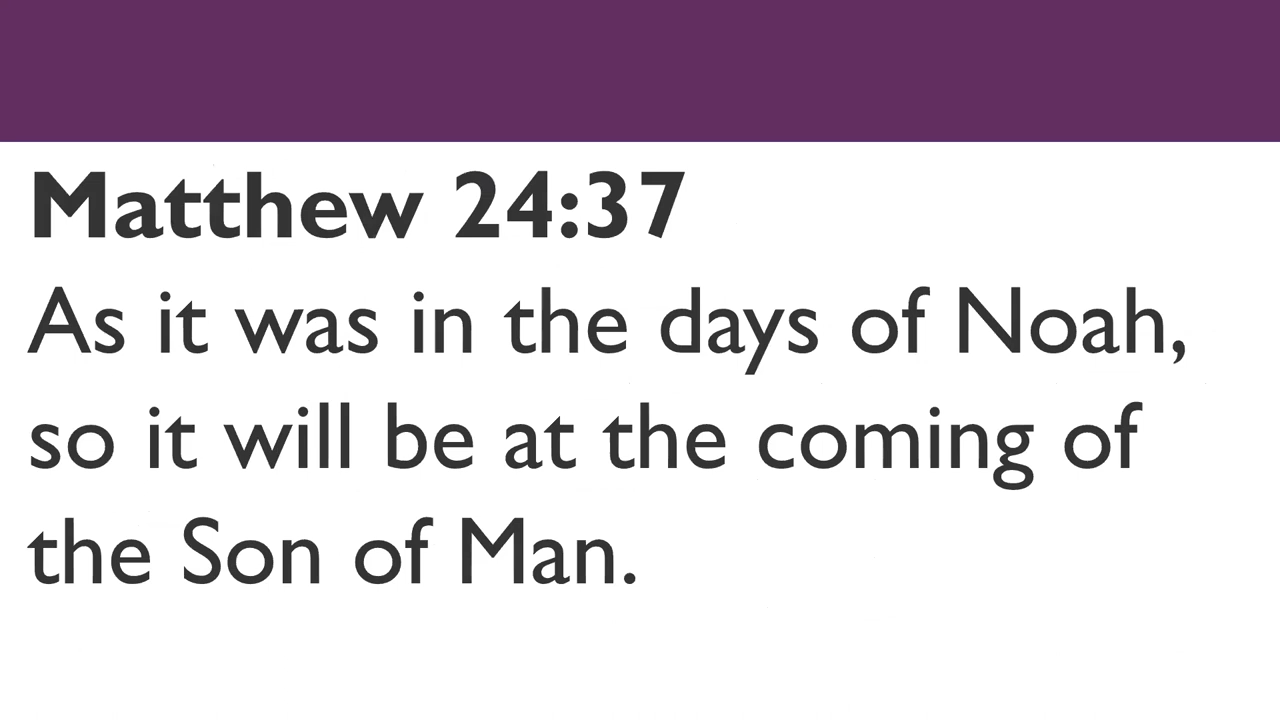 Matthew 24:37
As it was in the days of Noah,
so it will be at the coming of
the Son of Man.